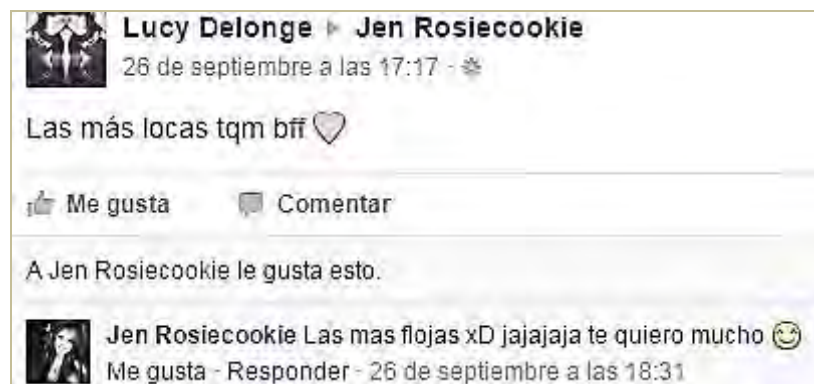 Lucy Delonge ▸ Jen Rosiecookie
26 de septiembre a las 17:17 ·
Las más locas tqm bff ♡
Me gusta Comentar
A Jen Rosiecookie le gusta esto.
Jen Rosiecookie Las mas flojas xD jajajaja te quiero mucho 😊
Me gusta · Responder · 26 de septiembre a las 18:31